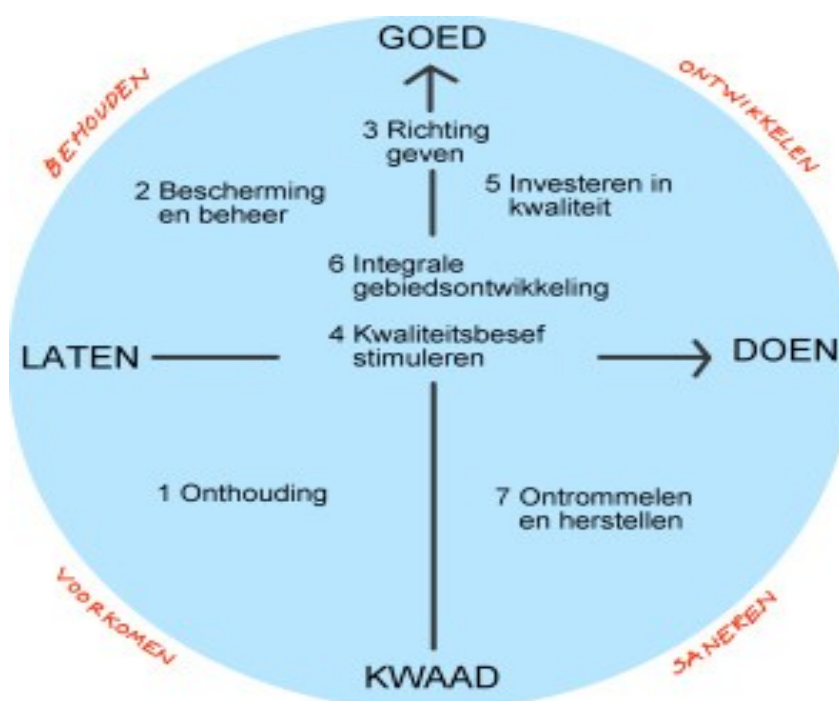 GOED
BEHOUDEN
ONTWIKKELEN
3 Richting
geven
2 Bescherming
en beheer
5 Investeren in
kwaliteit
6 Integrale
gebiedsontwikkeling
4 Kwaliteitsbesef
stimuleren
LATEN
DOEN
1 Onthouding
7 Ontrommelen
en herstellen
VOORKOMEN
SANEREN
KWAAD